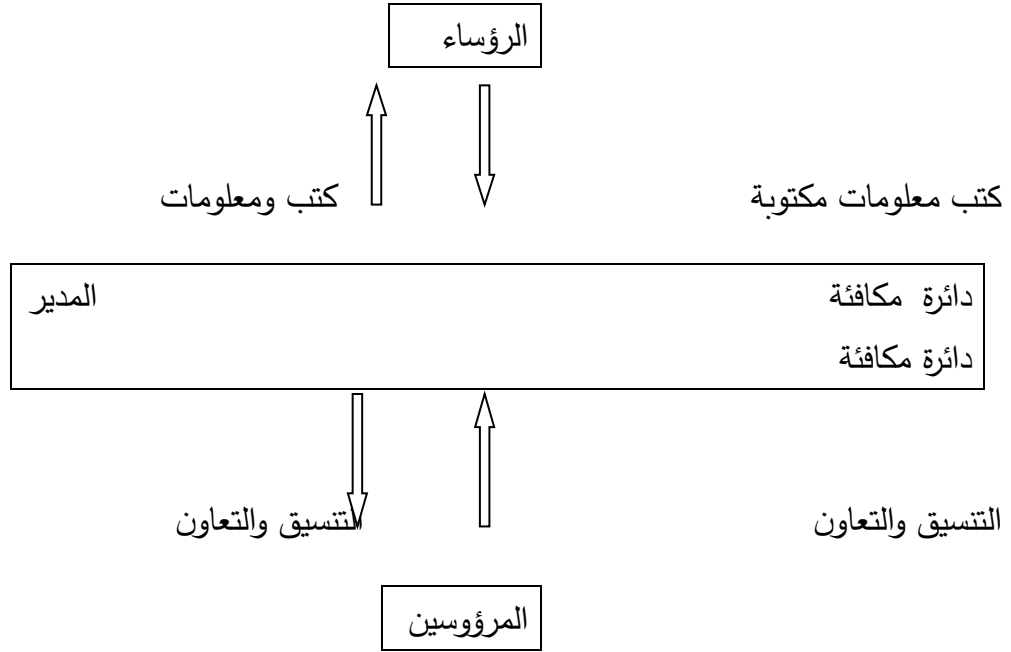 الرؤساء
كتب معلومات مكتوبة كتب ومعلومات
دائرة مكافئة المدير
دائرة مكافئة
التنسيق والتعاون التنسيق والتعاون
المرؤوسين